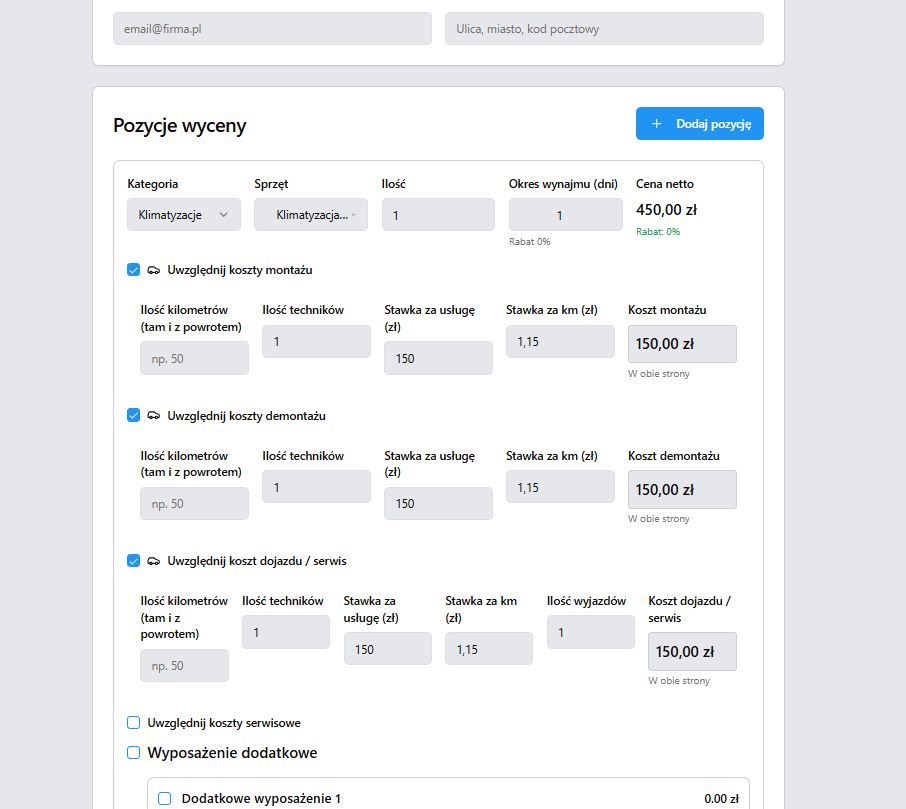 email@firma.pl Ulica, miasto, kod pocztowy
Pozycje wyceny
+ Dodaj pozycję
Kategoria Sprzęt Ilość Okres wynajmu (dni) Cena netto
Klimatyzacje Klimatyzacja... 1 1 450,00 zł
Rabat 0% Rabat: 0%
Uwzględnij koszty montażu
Ilość kilometrów (tam i z powrotem) Ilość techników Stawka za usługę (zł) Stawka za km (zł) Koszt montażu
np. 50 1 150 1,15 150,00 zł
W obie strony
Uwzględnij koszty demontażu
Ilość kilometrów (tam i z powrotem) Ilość techników Stawka za usługę (zł) Stawka za km (zł) Koszt demontażu
np. 50 1 150 1,15 150,00 zł
W obie strony
Uwzględnij koszt dojazdu / serwis
Ilość kilometrów (tam i z powrotem) Ilość techników Stawka za usługę (zł) Stawka za km (zł) Ilość wyjazdów Koszt dojazdu / serwis
np. 50 1 150 1,15 1 150,00 zł
W obie strony
Uwzględnij koszty serwisowe
Wyposażenie dodatkowe
Dodatkowe wyposażenie 1 0.00 zł